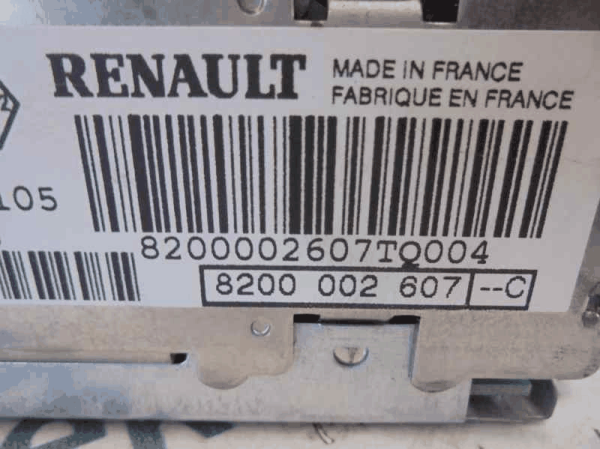 RENAULT
MADE IN FRANCE
FABRIQUE EN FRANCE
105
8200002607TQ004
8200 002 607 --C